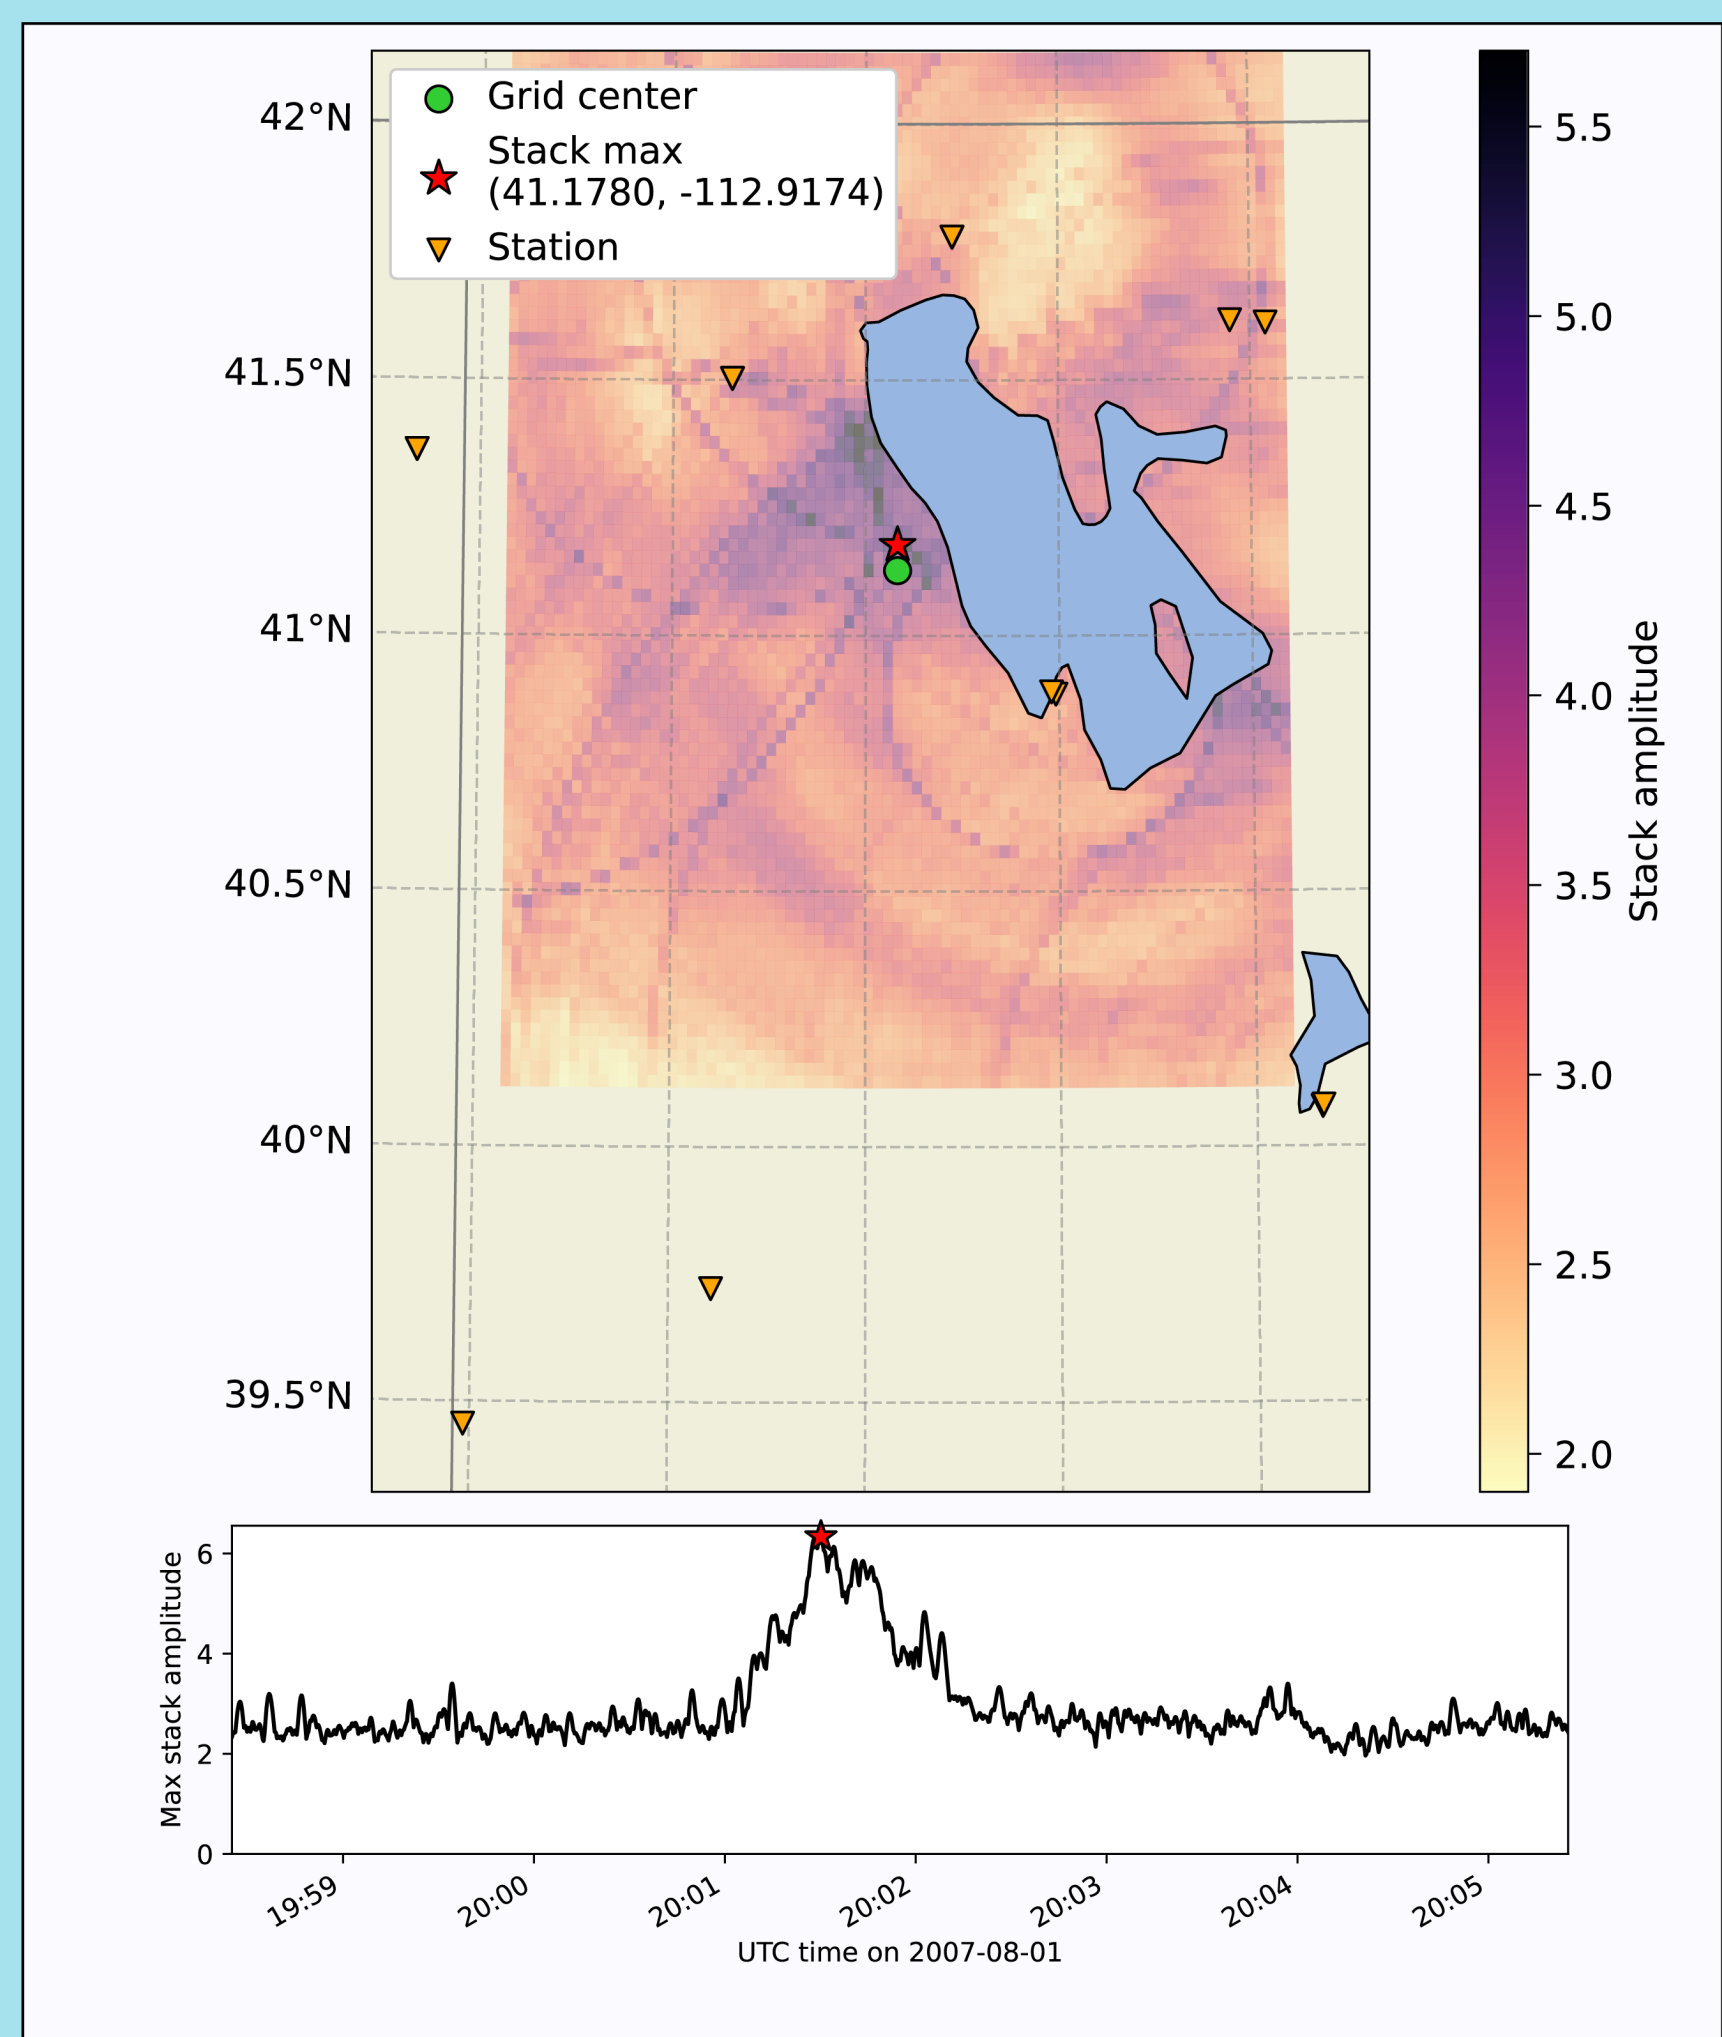 Grid center
Stack max
(41.1780, -112.9174)
Station
42°N
41.5°N
41°N
40.5°N
40°N
39.5°N
5.5
5.0
4.5
4.0
3.5
3.0
2.5
2.0
Stack amplitude
Max stack amplitude
6
4
2
0
19:59
20:00
20:01
20:02
20:03
20:04
20:05
UTC time on 2007-08-01